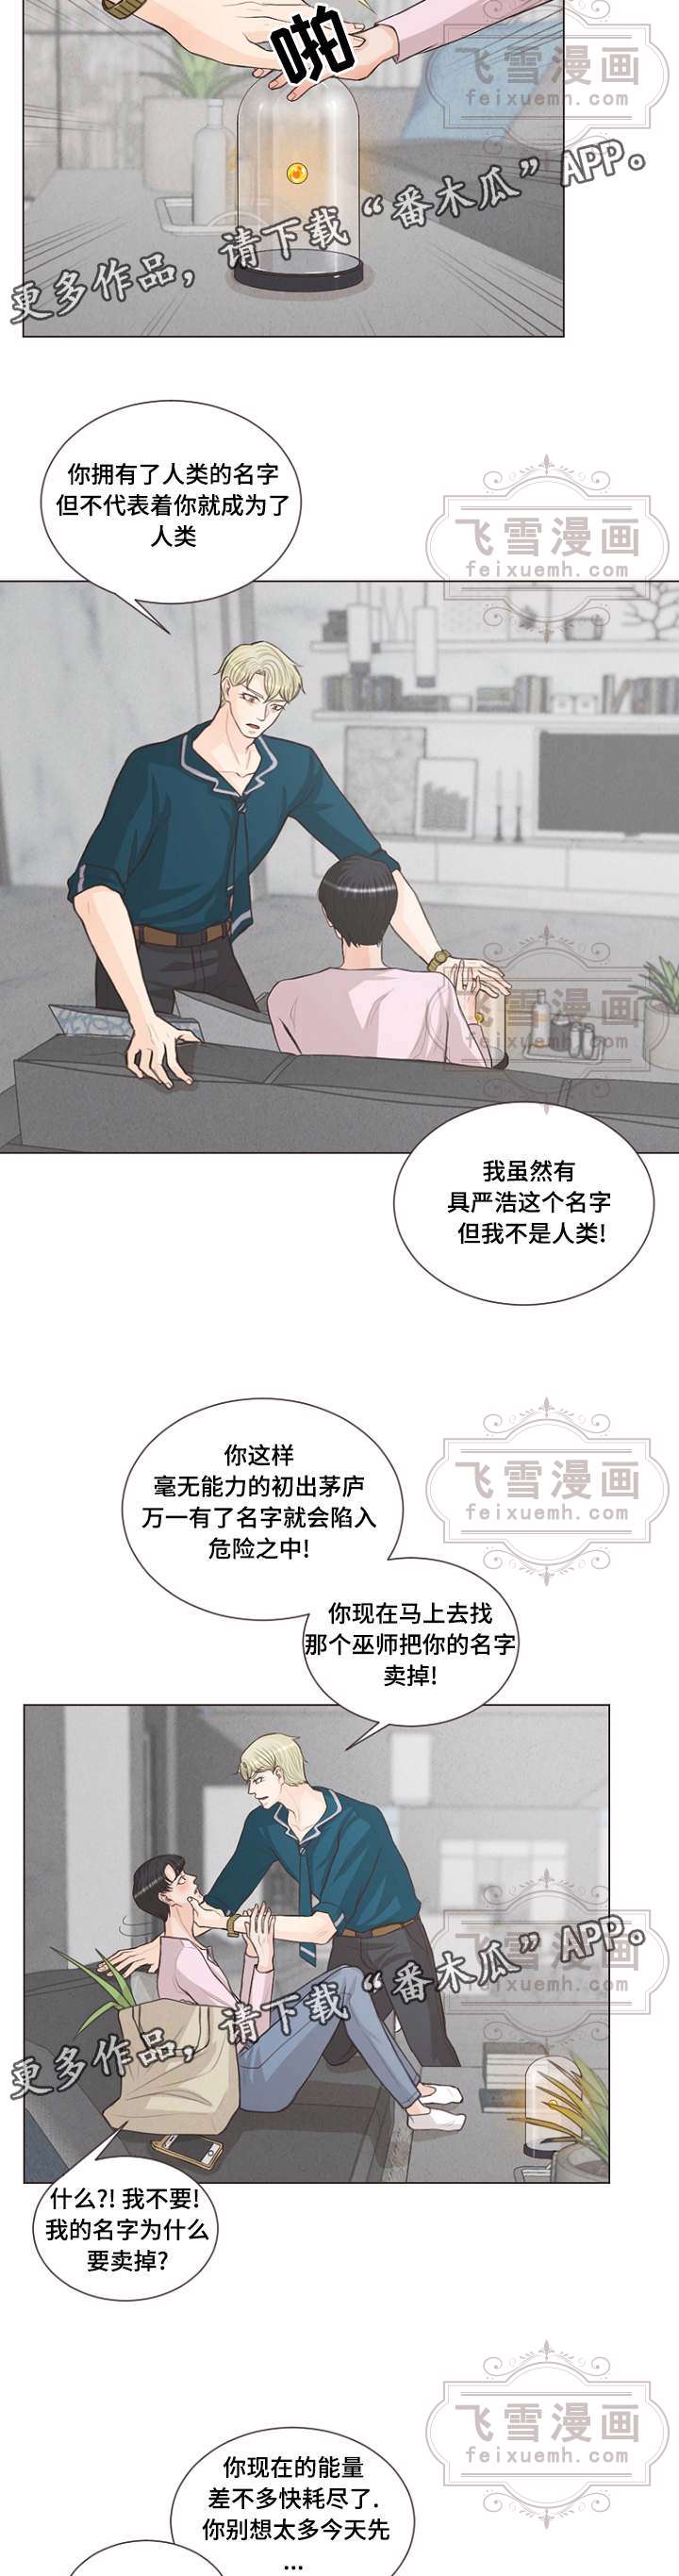 啪
飞雪漫画
feixuemh.com
更多作品，请下载“番木瓜”APP。
你拥有了人类的名字
但不代表着你就成为了
人类
飞雪漫画
feixuemh.com
飞雪漫画
feixuemh.com
我虽然有
具严浩这个名字
但我不是人类!
你这样
毫无能力的初出茅庐
万一有了名字就会陷入
危险之中!
飞雪漫画
feixuemh.com
你现在马上去找
那个巫师把你的名字
卖掉!
飞雪漫画
feixuemh.com
更多作品，请下载“番木瓜”APP。
什么?! 我不要!
我的名字为什么
要卖掉?
飞雪漫画
feixuemh.com
你现在的能量
差不多快耗尽了.
你别想太多今天先
...